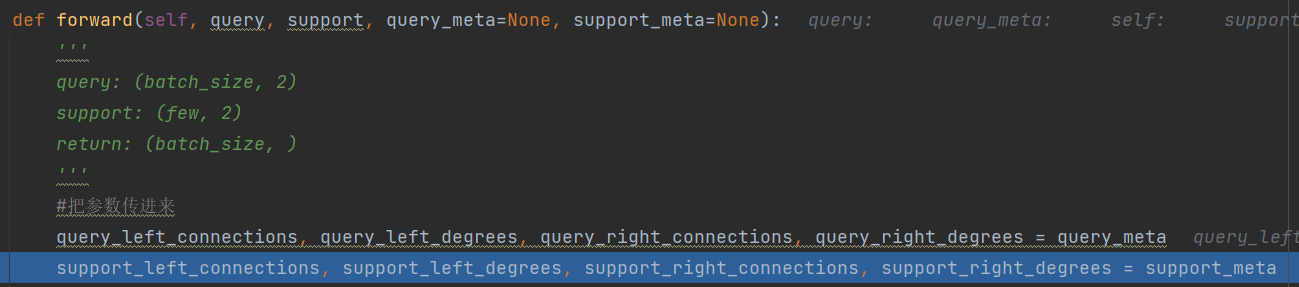 def forward(self, query, support, query_meta=None, support_meta=None): query: query_meta: self: support
'''
query: (batch_size, 2)
support: (few, 2)
return: (batch_size, )
'''
#把参数传进来
query_left_connections, query_left_degrees, query_right_connections, query_right_degrees = query_meta query_left
support_left_connections, support_left_degrees, support_right_connections, support_right_degrees = support_meta